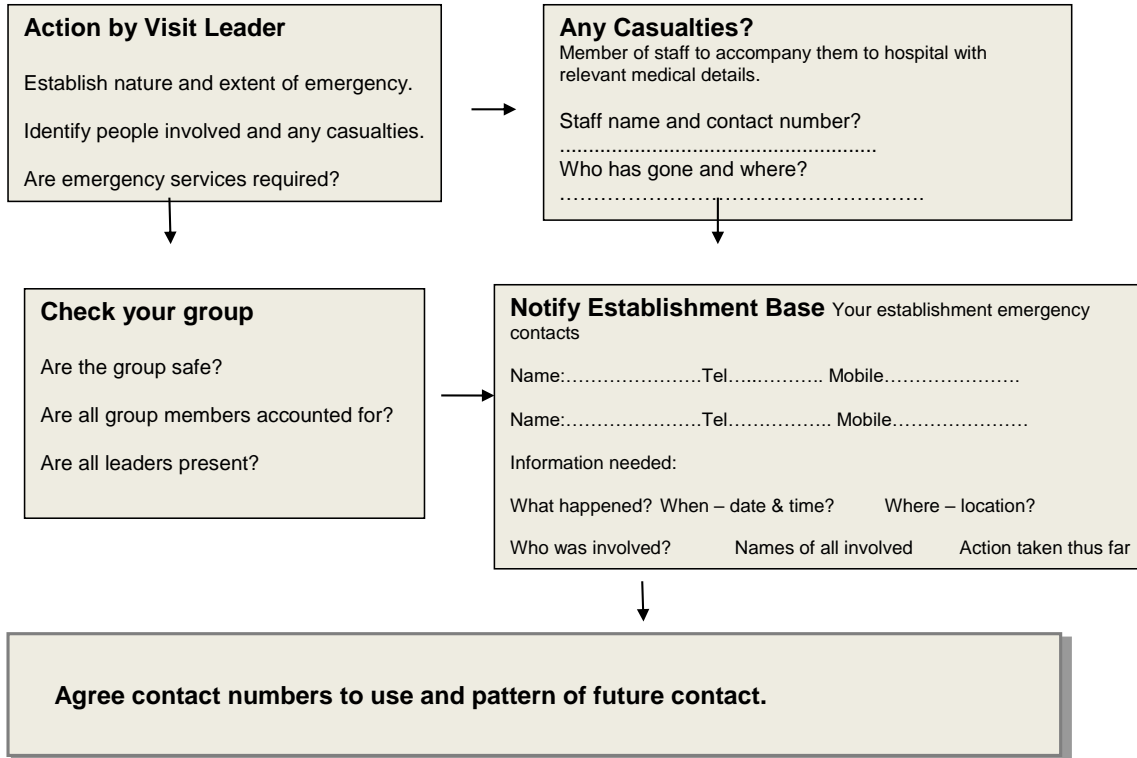 Action by Visit Leader
Establish nature and extent of emergency.
Identify people involved and any casualties.
Are emergency services required?
Any Casualties?
Member of staff to accompany them to hospital with
relevant medical details.
Staff name and contact number?
.......................................................
Who has gone and where?
……………………………………………………….
Check your group
Are the group safe?
Are all group members accounted for?
Are all leaders present?
Notify Establishment Base Your establishment emergency
contacts
Name:…………………..Tel…..……….. Mobile………………….
Name:…………………..Tel…………….. Mobile…………………
Information needed:
What happened? When – date & time? Where – location?
Who was involved? Names of all involved Action taken thus far
Agree contact numbers to use and pattern of future contact.